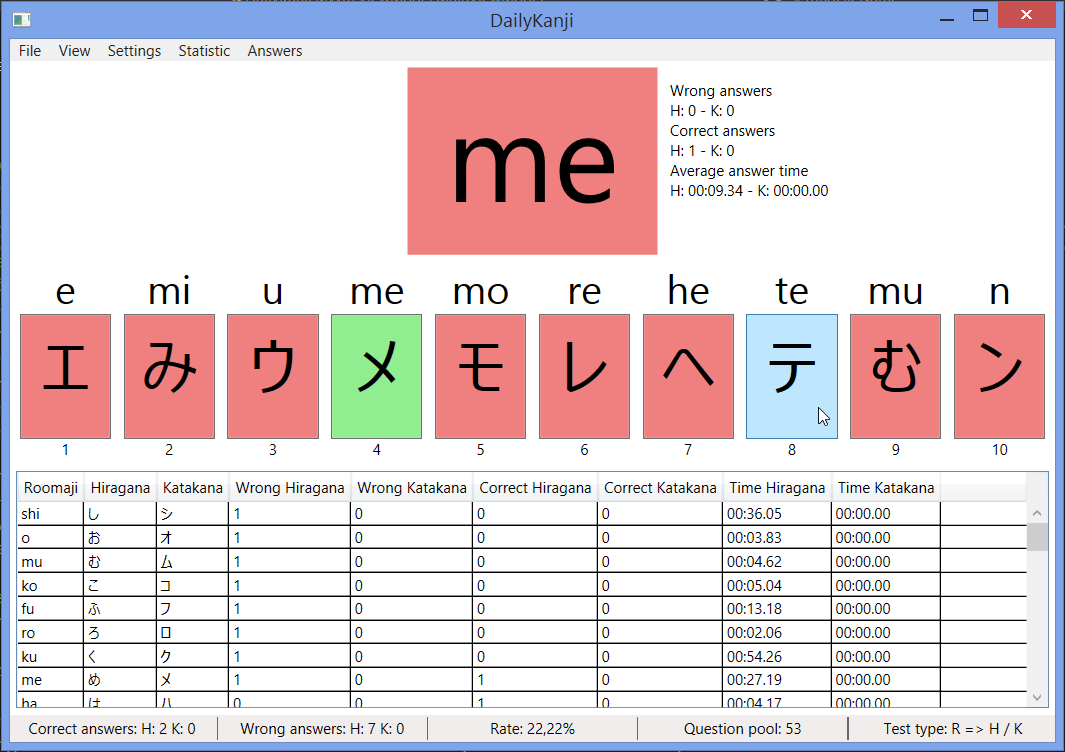 DailyKanji
File View Settings Statistic Answers
me
Wrong answers
H: 0 - K: 0
Correct answers
H: 1 - K: 0
Average answer time
H: 00:09.34 - K: 00:00.00
e mi u me mo re he te mu n
エ み ウ メ モ レ ヘ テ む ン
1 2 3 4 5 6 7 8 9 10
Roomaji Hiragana Katakana Wrong Hiragana Wrong Katakana Correct Hiragana Correct Katakana Time Hiragana Time Katakana
shi し シ 1 0 0 0 00:36.05 00:00.00
o お オ 1 0 0 0 00:03.83 00:00.00
mu む ム 1 0 0 0 00:04.62 00:00.00
ko こ コ 1 0 0 0 00:05.04 00:00.00
fu ふ フ 1 0 0 0 00:13.18 00:00.00
ro ろ ロ 1 0 0 0 00:02.06 00:00.00
ku く ク 1 0 0 0 00:54.26 00:00.00
me め メ 1 0 1 0 00:27.19 00:00.00
ha は ハ 0 0 1 0 00:04.17 00:00.00
Correct answers: H: 2 K: 0 Wrong answers: H: 7 K: 0 Rate: 22,22% Question pool: 53 Test type: R => H / K